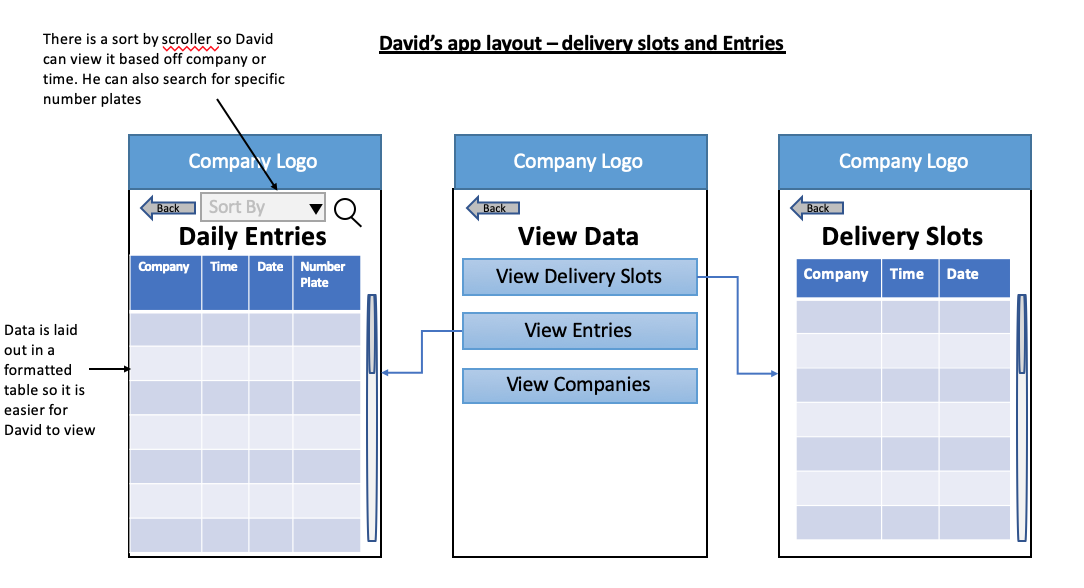 There is a sort by scroller so David
can view it based off company or
time. He can also search for specific
number plates
David’s app layout – delivery slots and Entries
Company Logo
Back
Sort By
Daily Entries
Company Time Date Number
Plate
Data is laid
out in a
formatted
table so it is
easier for
David to view
Company Logo
Back
View Data
View Delivery Slots
View Entries
View Companies
Company Logo
Back
Delivery Slots
Company Time Date